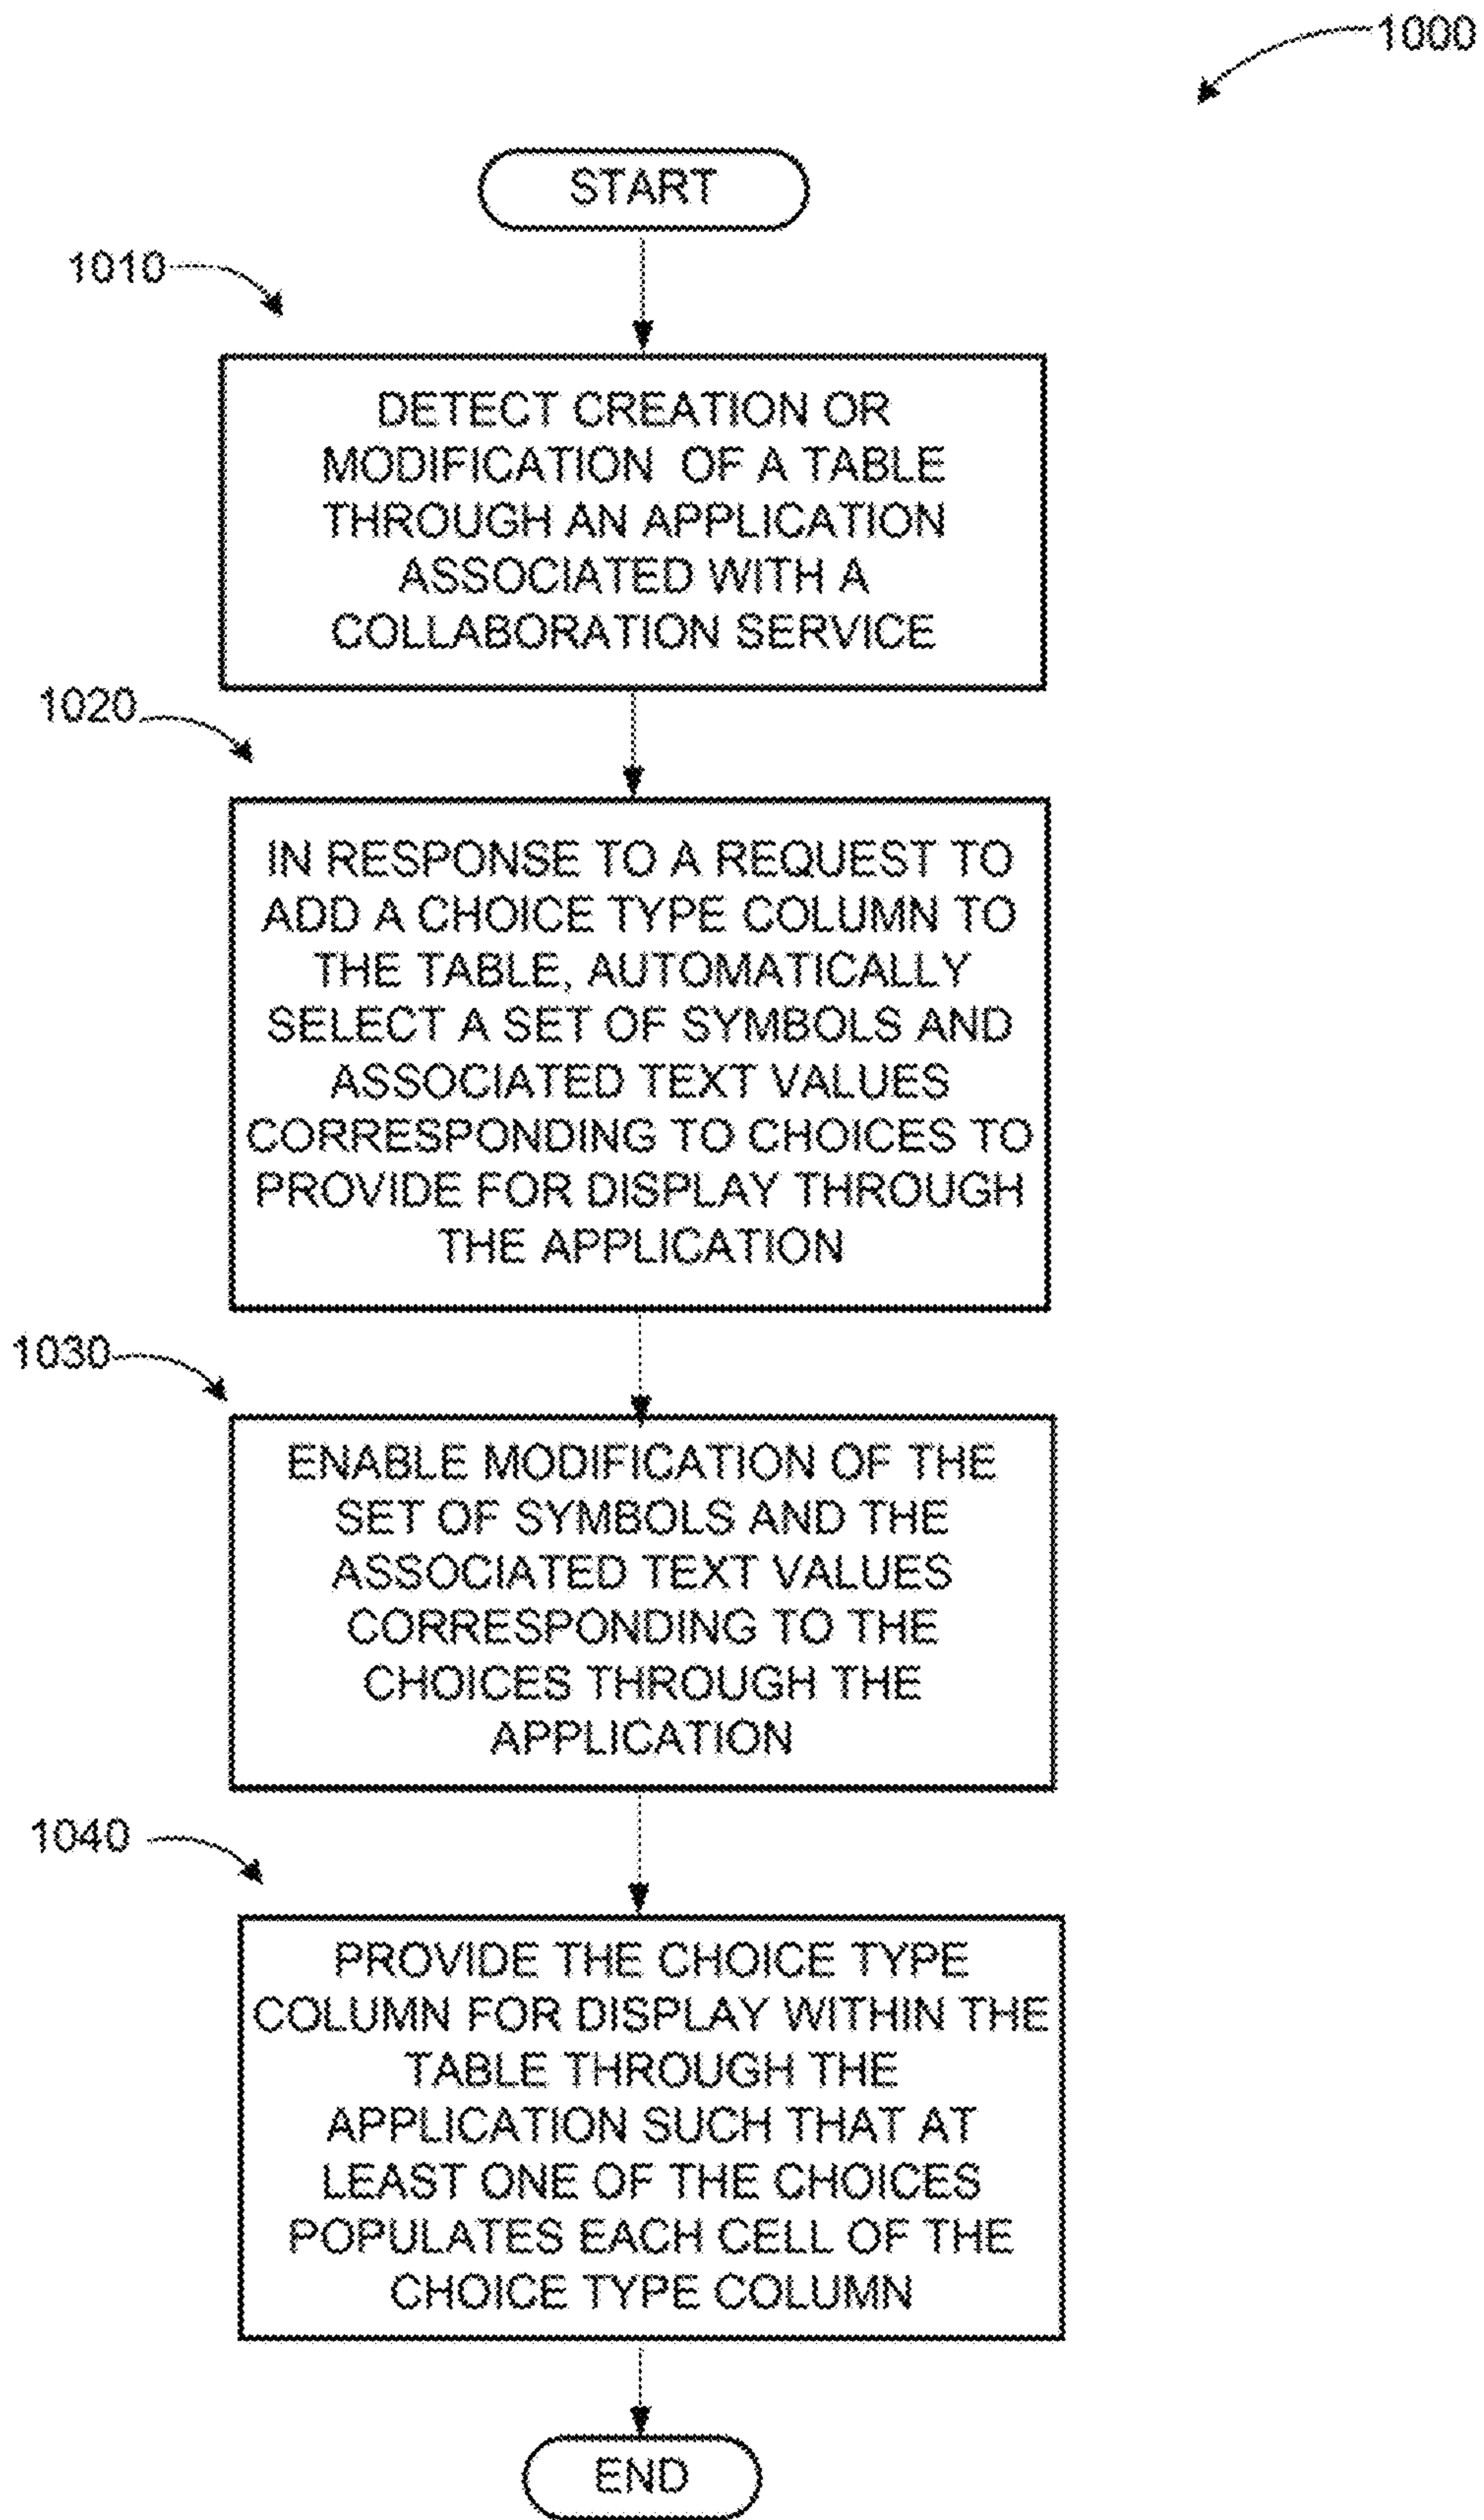 1000
START
1010
DETECT CREATION OR
MODIFICATION OF A TABLE
THROUGH AN APPLICATION
ASSOCIATED WITH A
COLLABORATION SERVICE
1020
IN RESPONSE TO A REQUEST TO
ADD A CHOICE TYPE COLUMN TO
THE TABLE, AUTOMATICALLY
SELECT A SET OF SYMBOLS AND
ASSOCIATED TEXT VALUES
CORRESPONDING TO CHOICES TO
PROVIDE FOR DISPLAY THROUGH
THE APPLICATION
1030
ENABLE MODIFICATION OF THE
SET OF SYMBOLS AND THE
ASSOCIATED TEXT VALUES
CORRESPONDING TO THE
CHOICES THROUGH THE
APPLICATION
1040
PROVIDE THE CHOICE TYPE
COLUMN FOR DISPLAY WITHIN THE
TABLE THROUGH THE
APPLICATION SUCH THAT AT
LEAST ONE OF THE CHOICES
POPULATES EACH CELL OF THE
CHOICE TYPE COLUMN
END